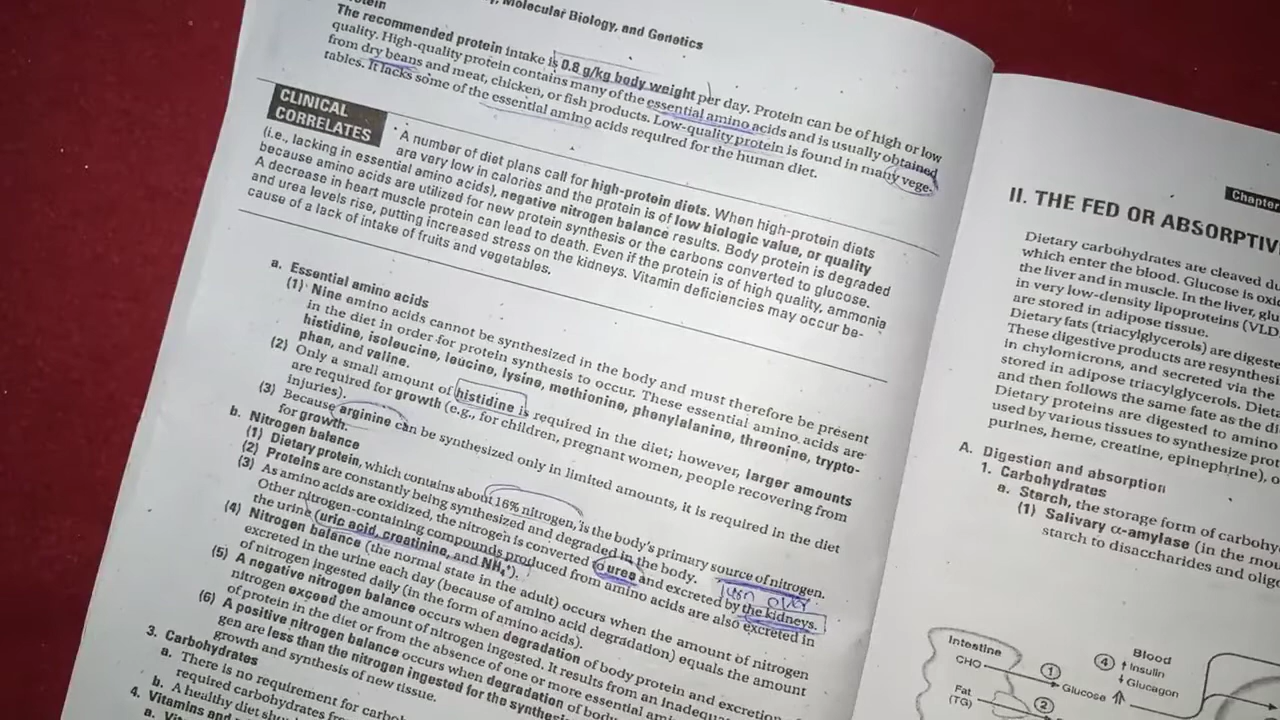 Molecular Biology, and Genetics
The recommended protein intake is 0.8 g/kg body weight per day. Protein can be of high or low
quality. High-quality protein contains many of the essential amino acids and is usually obtained
from dry beans and meat, chicken, or fish products. Low-quality protein is found in many vege-
tables. It lacks some of the essential amino acids required for the human diet.
CLINICAL
CORRELATES
A number of diet plans call for high-protein diets. When high-protein diets
are very low in calories and the protein is of low biologic value, or quality
(i.e., lacking in essential amino acids), negative nitrogen balance results. Body protein is degraded
because amino acids are utilized for new protein synthesis or the carbons converted to glucose.
A decrease in heart muscle protein can lead to death. Even if the protein is of high quality, ammonia
and urea levels rise, putting increased stress on the kidneys. Vitamin deficiencies may occur be-
cause of a lack of intake of fruits and vegetables.
a. Essential amino acids
(1) Nine amino acids cannot be synthesized in the body and must therefore be present
in the diet in order for protein synthesis to occur. These essential amino acids are
histidine, isoleucine, leucine, lysine, methionine, phenylalanine, threonine, trypto-
phan, and valine.
(2) Only a small amount of histidine is required in the diet; however, larger amounts
are required for growth (e.g., for children, pregnant women, people recovering from
injuries).
(3) Because arginine can be synthesized only in limited amounts, it is required in the diet
for growth.
b. Nitrogen balance
(1) Dietary protein, which contains about 16% nitrogen, is the body's primary source of nitrogen.
(2) Proteins are constantly being synthesized and degraded in the body.
Turn over
(3) As amino acids are oxidized, the nitrogen is converted to urea and excreted by the kidneys.
Other nitrogen-containing compounds produced from amino acids are also excreted in
the urine (uric acid, creatinine, and NH₄⁺).
(4) Nitrogen balance (the normal state in the adult) occurs when the amount of nitrogen
excreted in the urine each day (because of amino acid degradation) equals the amount
of nitrogen ingested daily (in the form of amino acids).
(5) A negative nitrogen balance occurs when degradation of body protein and excretion
nitrogen exceed the amount of nitrogen ingested. It results from an inadequa
of protein in the diet or from the absence of one or more essential ami
(6) A positive nitrogen balance occurs when degradation of body
gen are less than the nitrogen ingested for the synthesi
growth and synthesis of new tissue.
3. Carbohydrates
a. There is no requirement for carbo
required carbohydrates fr
b. A healthy diet shou
4. Vitamins and
Chapter
II. THE FED OR ABSORPTIV
Dietary carbohydrates are cleaved du
which enter the blood. Glucose is oxi
the liver and in muscle. In the liver, glu
in very low-density lipoproteins (VLD
are stored in adipose tissue.
Dietary fats (triacylglycerols) are digeste
These digestive products are resynthesi
in chylomicrons, and secreted via the
stored in adipose triacylglycerols. Diet
and then follows the same fate as the di
Dietary proteins are digested to amino
used by various tissues to synthesize pro
purines, heme, creatine, epinephrine), o
A. Digestion and absorption
1. Carbohydrates
a. Starch, the storage form of carbohy
(1) Salivary α-amylase (in the mou
starch to disaccharides and oligo
Intestine
CHO
Fat
(TG)
1
2
Glucose
4
Blood
↑ Insulin
↓ Glucagon